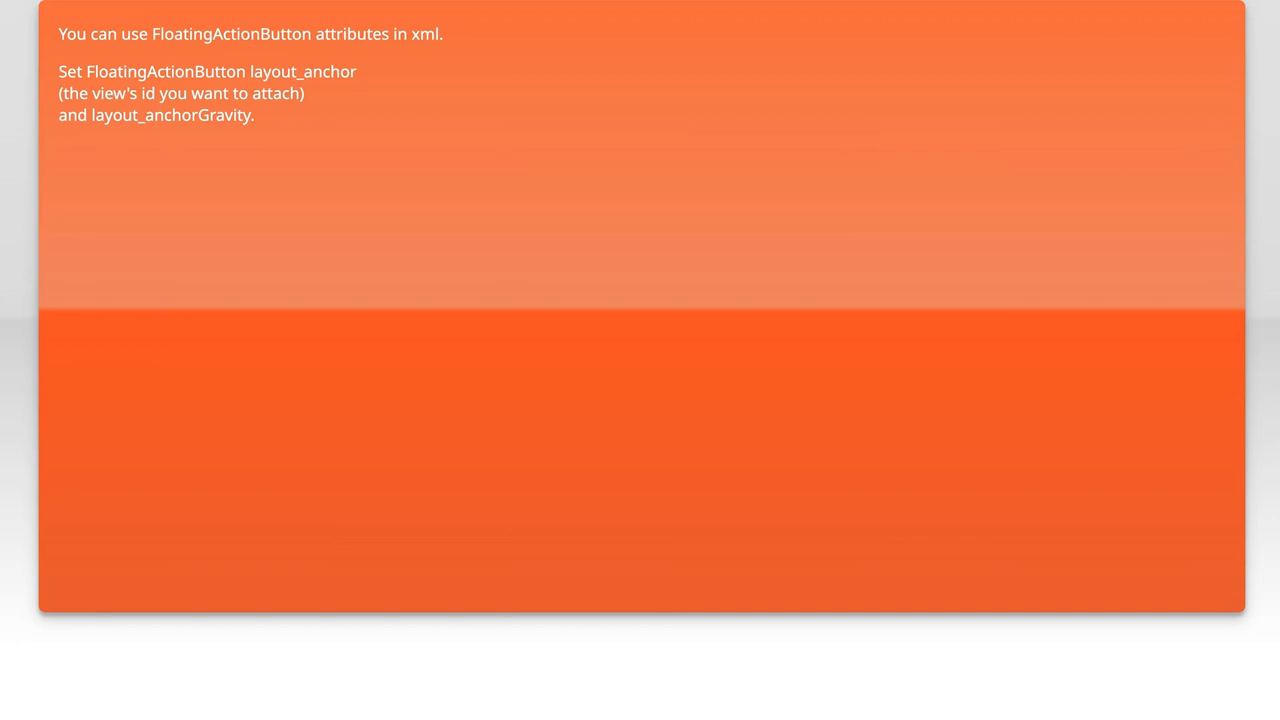 You can use FloatingActionButton attributes in xml.
Set FloatingActionButton layout_anchor
(the view's id you want to attach)
and layout_anchorGravity.